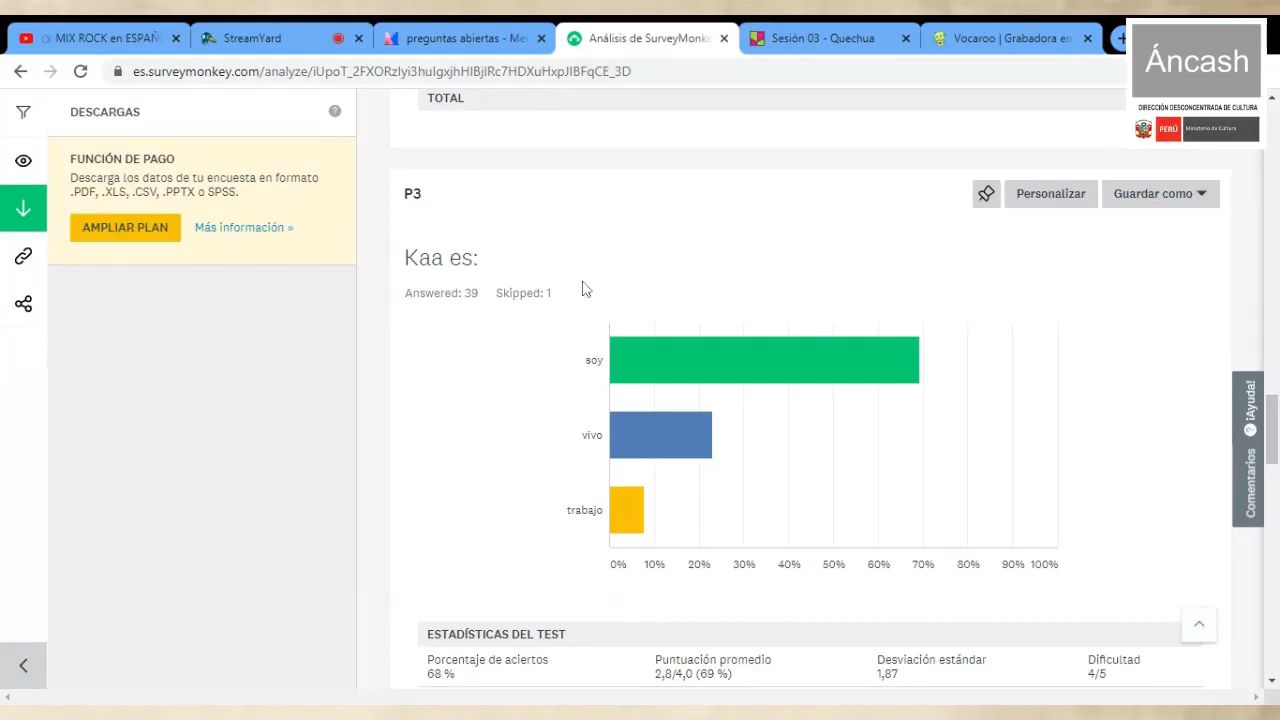 MIX ROCK en ESPAÑ
StreamYard
preguntas abiertas - Me
Análisis de SurveyMonke
Sesión 03 - Quechua
Vocaroo | Grabadora en
es.surveymonkey.com/analyze/
Áncash
DIRECCIÓN DESCONCENTRADA DE CULTURA
PERÚ
Ministerio de Cultura
DESCARGAS
TOTAL
FUNCIÓN DE PAGO
Descarga los datos de tu encuesta en formato
.PDF, .XLS, .CSV, .PPTX o SPSS.
AMPLIAR PLAN
Más información »
P3
Personalizar
Guardar como
Kaa es:
Answered: 39
Skipped: 1
soy
vivo
trabajo
0% 10% 20% 30% 40% 50% 60% 70% 80% 90% 100%
Comentarios
¡Ayuda!
ESTADÍSTICAS DEL TEST
Porcentaje de aciertos
68 %
Puntuación promedio
2,8/4,0 (69 %)
Desviación estándar
1,87
Dificultad
4/5